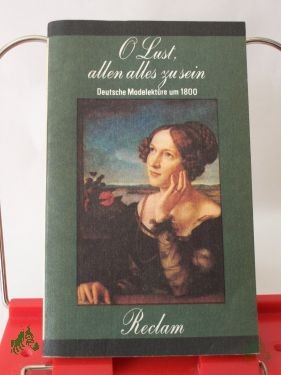 O Lust,
allen alles zu sein
Deutsche Modelektüre um 1800
Reclam